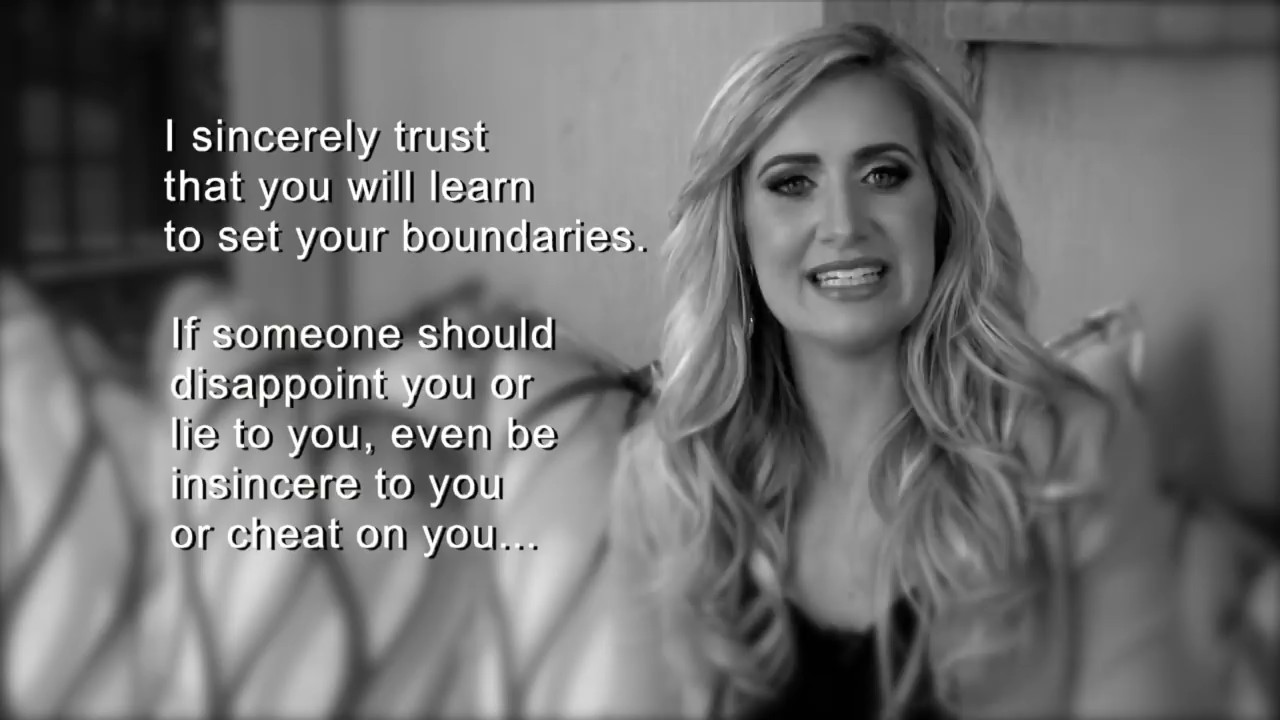 I sincerely trust
that you will learn
to set your boundaries.
If someone should
disappoint you or
lie to you, even be
insincere to you
or cheat on you...